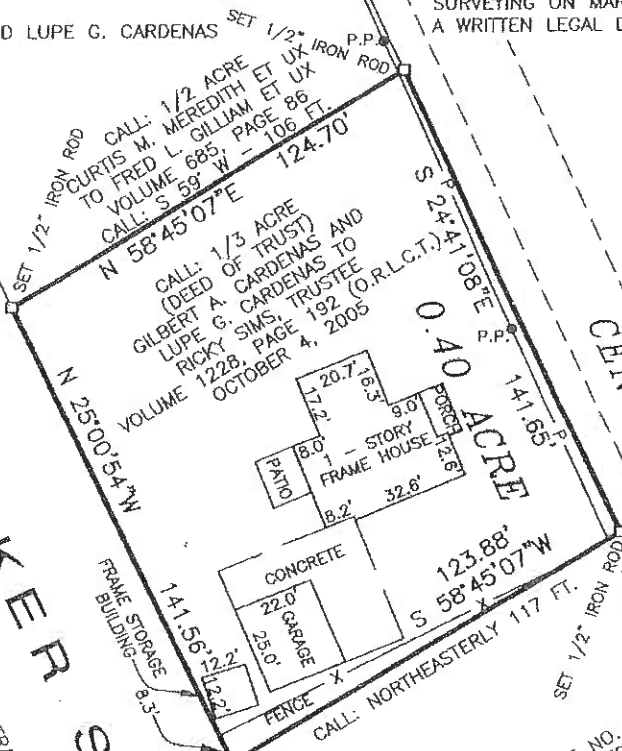 D LUPE G. CARDENAS
SURVEYING ON MAR
A WRITTEN LEGAL D
SET 1/2" IRON ROD
P.P.
CALL: 1/2 ACRE
CURTIS M. MEREDITH ET UX
TO FRED L. GILLIAM ET UX
VOLUME 685, PAGE 86
CALL: S 59° W - 106 FT.
N 58°45'07"E 124.70'
SET 1/2" IRON ROD
CALL: 1/3 ACRE
(DEED OF TRUST)
GILBERT A. CARDENAS AND
LUPE G. CARDENAS TO
RICKY SIMS, TRUSTEE
VOLUME 1228, PAGE 192 (O.R.L.C.T.)
OCTOBER 4, 2005
P
S 24°41'08"E
141.65'
P.P.
P
CEN
0.40 ACRE
N 25°00'54"W
141.56'
20.7'
16.3'
17.2'
9.0'
PORCH
8.0'
1 - STORY
FRAME HOUSE
12.6'
PATIO
32.6'
8.2'
CONCRETE
22.0'
25.0'
GARAGE
123.88'
S 58°45'07"W
X
X
FENCE
CALL: NORTHEASTERLY 117 FT.
SET 1/2" IRON ROD
FRAME STORAGE
BUILDING
12.2'
12.2'
8.3'
KER S
NO.